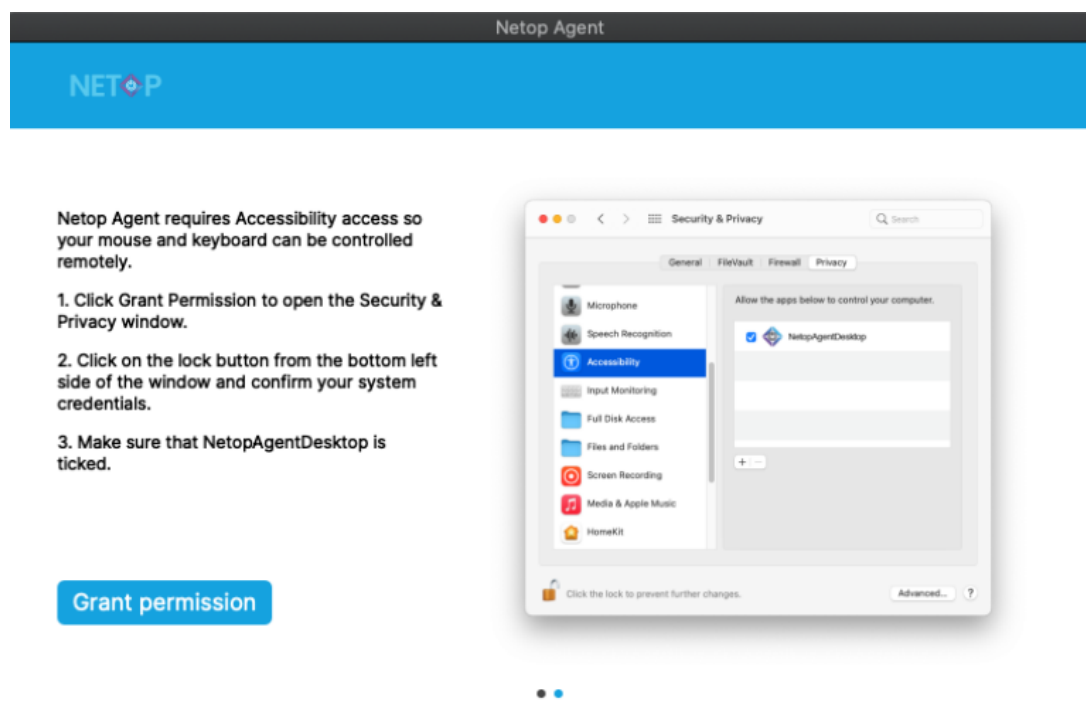 Netop Agent
NETOP
Netop Agent requires Accessibility access so
your mouse and keyboard can be controlled
remotely.
1. Click Grant Permission to open the Security &
Privacy window.
2. Click on the lock button from the bottom left
side of the window and confirm your system
credentials.
3. Make sure that NetopAgentDesktop is
ticked.
Grant permission
Security & Privacy
Search
General FileVault Firewall Privacy
Microphone
Speech Recognition
Accessibility
Input Monitoring
Full Disk Access
Files and Folders
Screen Recording
Media & Apple Music
HomeKit
Allow the apps below to control your computer.
NetopAgentDesktop
+ −
Click the lock to prevent further changes.
Advanced... ?